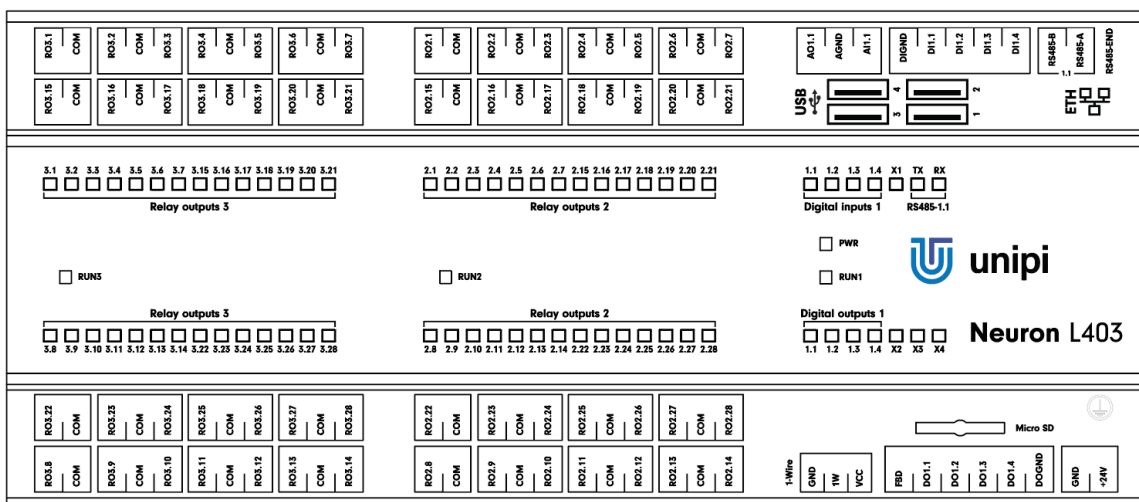 RO3.1 COM RO3.2 COM RO3.3 RO3.4 COM RO3.5 RO3.6 COM RO3.7 RO2.1 COM RO2.2 COM RO2.3 RO2.4 COM RO2.5 RO2.6 COM RO2.7 AO1.1 AGND AI1.1 DIGND DI1.1 DI1.2 DI1.3 DI1.4 RS485-B RS485-A RS485-END
1.1
RO3.15 COM RO3.16 COM RO3.17 RO3.18 COM RO3.19 RO3.20 COM RO3.21 RO2.15 COM RO2.16 COM RO2.17 RO2.18 COM RO2.19 RO2.20 COM RO2.21 USB 4 2 ETH
3 1
3.1 3.2 3.3 3.4 3.5 3.6 3.7 3.15 3.16 3.17 3.18 3.19 3.20 3.21 2.1 2.2 2.3 2.4 2.5 2.6 2.7 2.15 2.16 2.17 2.18 2.19 2.20 2.21 1.1 1.2 1.3 1.4 X1 TX RX
Relay outputs 3 Relay outputs 2 Digital inputs 1 RS485-1.1
PWR
unipi
RUN3 RUN2 RUN1
Relay outputs 3 Relay outputs 2 Digital outputs 1
Neuron L403
3.8 3.9 3.10 3.11 3.12 3.13 3.14 3.22 3.23 3.24 3.25 3.26 3.27 3.28 2.8 2.9 2.10 2.11 2.12 2.13 2.14 2.22 2.23 2.24 2.25 2.26 2.27 2.28 1.1 1.2 1.3 1.4 X2 X3 X4
RO3.22 COM RO3.23 COM RO3.24 RO3.25 COM RO3.26 RO3.27 COM RO3.28 RO2.22 COM RO2.23 COM RO2.24 RO2.25 COM RO2.26 RO2.27 COM RO2.28 Micro SD
RO3.8 COM RO3.9 COM RO3.10 RO3.11 COM RO3.12 RO3.13 COM RO3.14 RO2.8 COM RO2.9 COM RO2.10 RO2.11 COM RO2.12 RO2.13 COM RO2.14 1-Wire GND 1W VCC FBD DO1.1 DO1.2 DO1.3 DO1.4 DOGND GND +24V